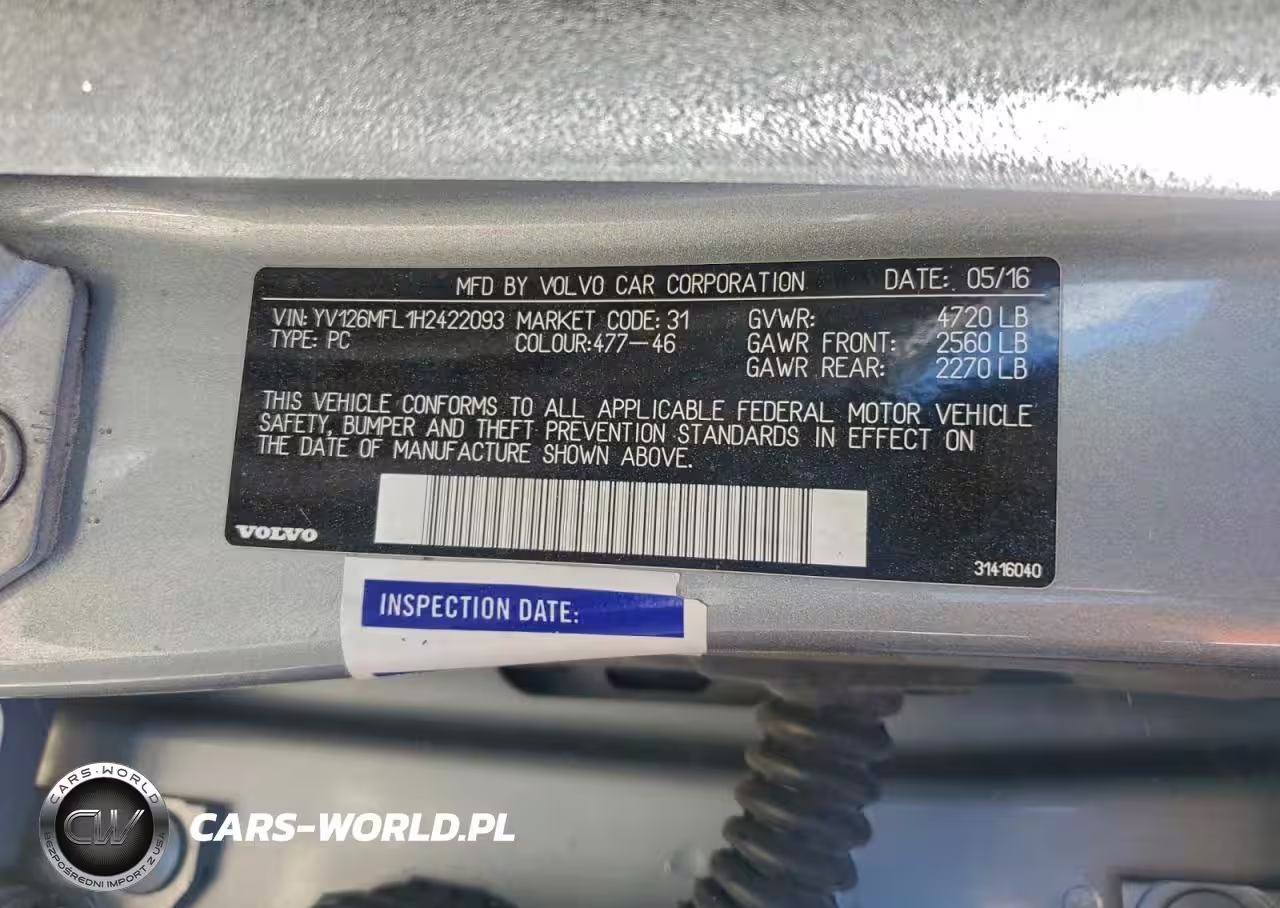 MFD BY VOLVO CAR CORPORATION DATE: 05/16
VIN: YV126MFL1H2422093 MARKET CODE: 31 GVWR: 4720 LB
TYPE: PC COLOUR:477-46 GAWR FRONT: 2560 LB
GAWR REAR: 2270 LB
THIS VEHICLE CONFORMS TO ALL APPLICABLE FEDERAL MOTOR VEHICLE
SAFETY, BUMPER AND THEFT PREVENTION STANDARDS IN EFFECT ON
THE DATE OF MANUFACTURE SHOWN ABOVE.
VOLVO
31416040
INSPECTION DATE:
CARS-WORLD
CW
BEZPOŚREDNI IMPORT Z USA
CARS-WORLD.PL